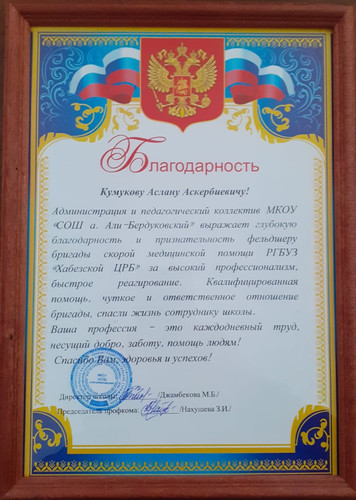 Благодарность
Кумукову Аслану Аскербиевичу!
Администрация и педагогический коллектив МКОУ
«СОШ а. Али-Бердуковский» выражает глубокую
благодарность и признательность фельдшеру
бригады скорой медицинской помощи РГБУЗ
«Хабезской ЦРБ» за высокий профессионализм,
быстрое реагирование. Квалифицированная
помощь, чуткое и ответственное отношение
бригады, спасли жизнь сотруднику школы.
Ваша профессия – это каждодневный труд,
несущий добро, заботу, помощь людям!
Спасибо Вам, здоровья и успехов!
Директор школы: /Джамбекова М.Б./
Председатель профкома: /Нахушева З.И./